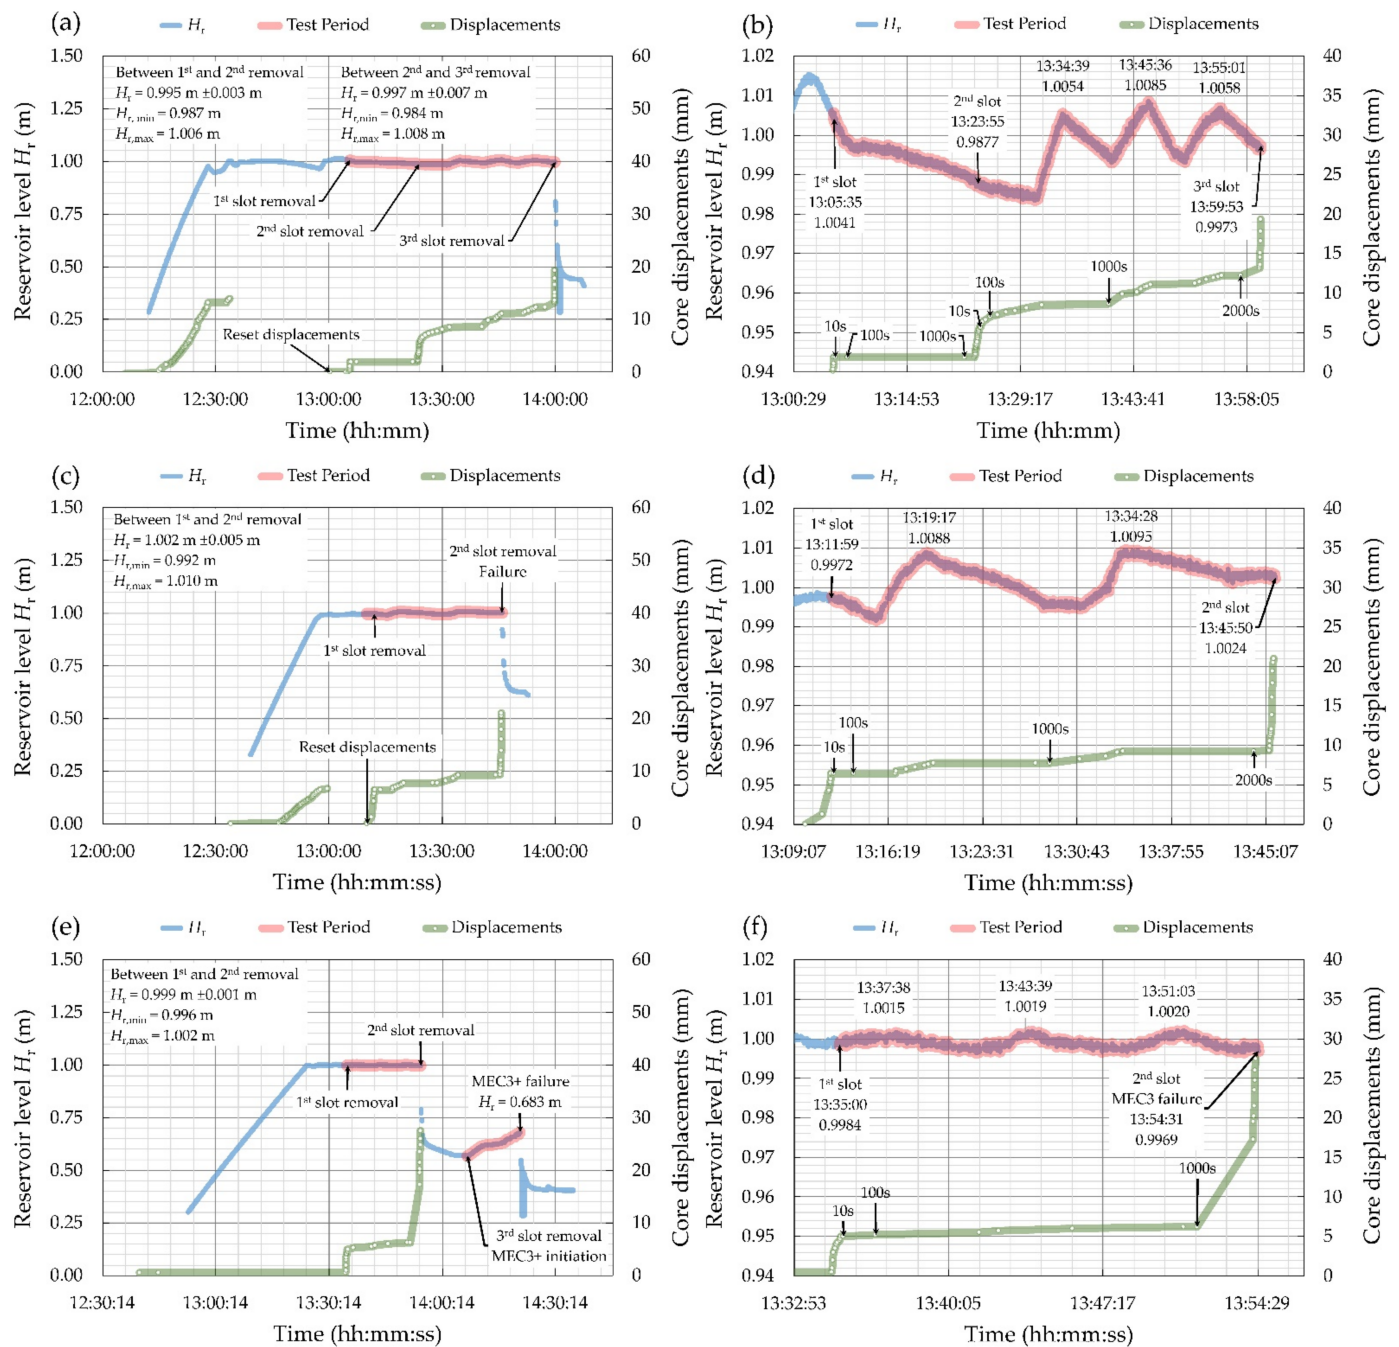 (a)
Hr Test Period Displacements
Reservoir level Hr (m)
1.50
1.25
1.00
0.75
0.50
0.25
0.00
Between 1st and 2nd removal
Hr = 0.995 m ±0.003 m
Hr,min = 0.987 m
Hr,max = 1.006 m
Between 2nd and 3rd removal
Hr = 0.997 m ±0.007 m
Hr,min = 0.984 m
Hr,max = 1.008 m
1st slot removal
2nd slot removal
3rd slot removal
Reset displacements
60
50
40
30
20
10
0
Core displacements (mm)
12:00:00 12:30:00 13:00:00 13:30:00 14:00:00
Time (hh:mm)
(b)
Hr Test Period Displacements
Reservoir level Hr (m)
1.02
1.01
1.00
0.99
0.98
0.97
0.96
0.95
0.94
1st slot
13:05:35
1.0041
2nd slot
13:23:55
0.9877
13:34:39
1.0054
13:45:36
1.0085
13:55:01
1.0058
3rd slot
13:59:53
0.9973
10s
100s
1000s
10s
100s
1000s
2000s
40
35
30
25
20
15
10
5
0
Core displacements (mm)
13:00:29 13:14:53 13:29:17 13:43:41 13:58:05
Time (hh:mm)
(c)
Hr Test Period Displacements
Reservoir level Hr (m)
1.50
1.25
1.00
0.75
0.50
0.25
0.00
Between 1st and 2nd removal
Hr = 1.002 m ±0.005 m
Hr,min = 0.992 m
Hr,max = 1.010 m
2nd slot removal
Failure
1st slot removal
Reset displacements
60
50
40
30
20
10
0
Core displacements (mm)
12:00:00 12:30:00 13:00:00 13:30:00 14:00:00
Time (hh:mm:ss)
(d)
Hr Test Period Displacements
Reservoir level Hr (m)
1.02
1.01
1.00
0.99
0.98
0.97
0.96
0.95
0.94
1st slot
13:11:59
0.9972
13:19:17
1.0088
13:34:28
1.0095
2nd slot
13:45:50
1.0024
10s
100s
1000s
2000s
40
35
30
25
20
15
10
5
0
Core displacements (mm)
13:09:07 13:16:19 13:23:31 13:30:43 13:37:55 13:45:07
Time (hh:mm:ss)
(e)
Hr Test Period Displacements
Reservoir level Hr (m)
1.50
1.25
1.00
0.75
0.50
0.25
0.00
Between 1st and 2nd removal
Hr = 0.999 m ±0.001 m
Hr,min = 0.996 m
Hr,max = 1.002 m
2nd slot removal
1st slot removal
MEC3+ failure
Hr = 0.683 m
3rd slot removal
MEC3+ initiation
60
50
40
30
20
10
0
Core displacements (mm)
12:30:14 13:00:14 13:30:14 14:00:14 14:30:14
Time (hh:mm:ss)
(f)
Hr Test Period Displacements
Reservoir level Hr (m)
1.02
1.01
1.00
0.99
0.98
0.97
0.96
0.95
0.94
13:37:38
1.0015
13:43:39
1.0019
13:51:03
1.0020
1st slot
13:35:00
0.9984
2nd slot
MEC3 failure
13:54:31
0.9969
10s
100s
1000s
40
35
30
25
20
15
10
5
0
Core displacements (mm)
13:32:53 13:40:05 13:47:17 13:54:29
Time (hh:mm:ss)